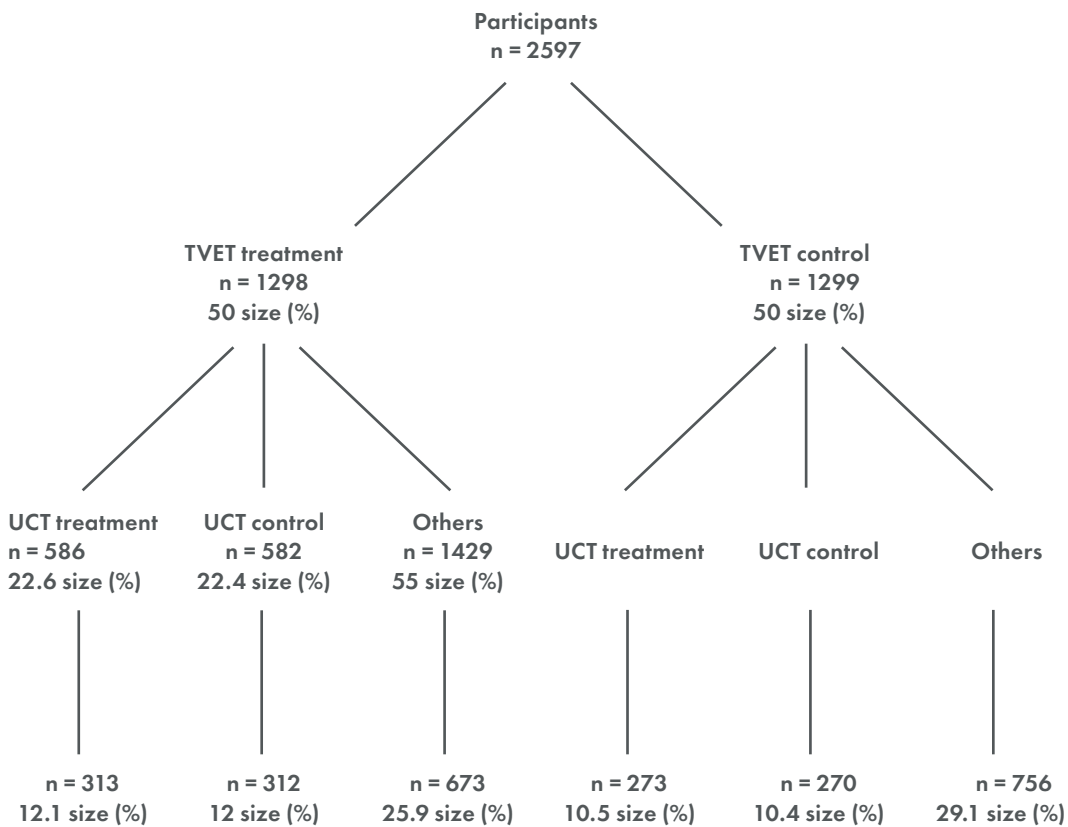 Participants
n = 2597
TVET treatment
n = 1298
50 size (%)
TVET control
n = 1299
50 size (%)
UCT treatment
n = 586
22.6 size (%)
UCT control
n = 582
22.4 size (%)
Others
n = 1429
55 size (%)
UCT treatment
UCT control
Others
n = 313
12.1 size (%)
n = 312
12 size (%)
n = 673
25.9 size (%)
n = 273
10.5 size (%)
n = 270
10.4 size (%)
n = 756
29.1 size (%)